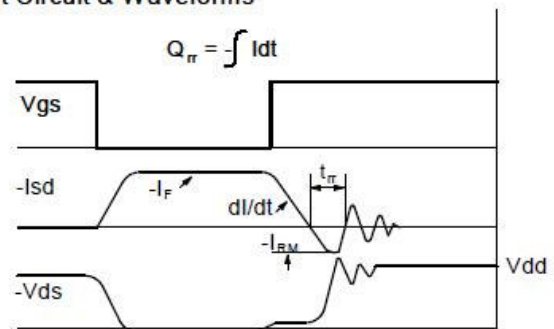 t Circuit & Waveforms
Qrr = -∫ Idt
Vgs
-Isd
-IF
trr
dI/dt
-IRM
Vdd
-Vds